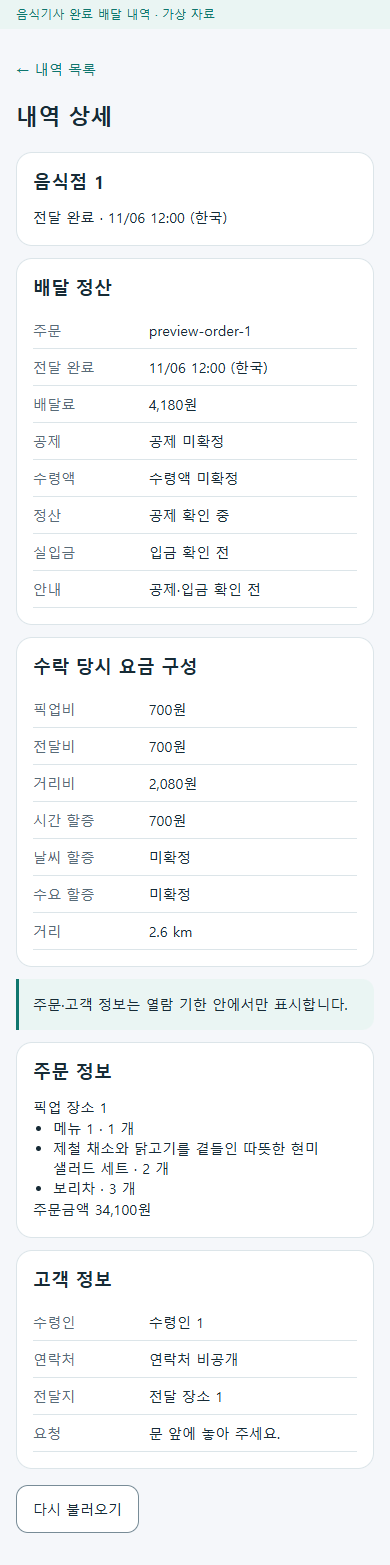 음식기사 완료 배달 내역 · 가상 자료
← 내역 목록
내역 상세
음식점 1
전달 완료 · 11/06 12:00 (한국)
배달 정산
주문 preview-order-1
전달 완료 11/06 12:00 (한국)
배달료 4,180원
공제 공제 미확정
수령액 수령액 미확정
정산 공제 확인 중
실입금 입금 확인 전
안내 공제·입금 확인 전
수락 당시 요금 구성
픽업비 700원
전달비 700원
거리비 2,080원
시간 할증 700원
날씨 할증 미확정
수요 할증 미확정
거리 2.6 km
주문·고객 정보는 열람 기한 안에서만 표시합니다.
주문 정보
픽업 장소 1
• 메뉴 1 · 1 개
• 제철 채소와 닭고기를 곁들인 따뜻한 현미
샐러드 세트 · 2 개
• 보리차 · 3 개
주문금액 34,100원
고객 정보
수령인 수령인 1
연락처 연락처 비공개
전달지 전달 장소 1
요청 문 앞에 놓아 주세요.
다시 불러오기